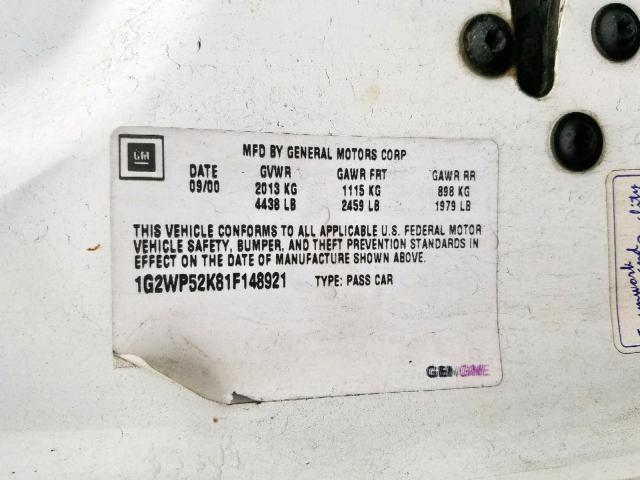 GM
MFD BY GENERAL MOTORS CORP
DATE GVWR GAWR FRT GAWR RR
09/00 2013 KG 1115 KG 898 KG
4438 LB 2459 LB 1979 LB
THIS VEHICLE CONFORMS TO ALL APPLICABLE U.S. FEDERAL MOTOR
VEHICLE SAFETY, BUMPER, AND THEFT PREVENTION STANDARDS IN
EFFECT ON THE DATE OF MANUFACTURE SHOWN ABOVE.
1G2WP52K81F148921 TYPE: PASS CAR
Teamwork &